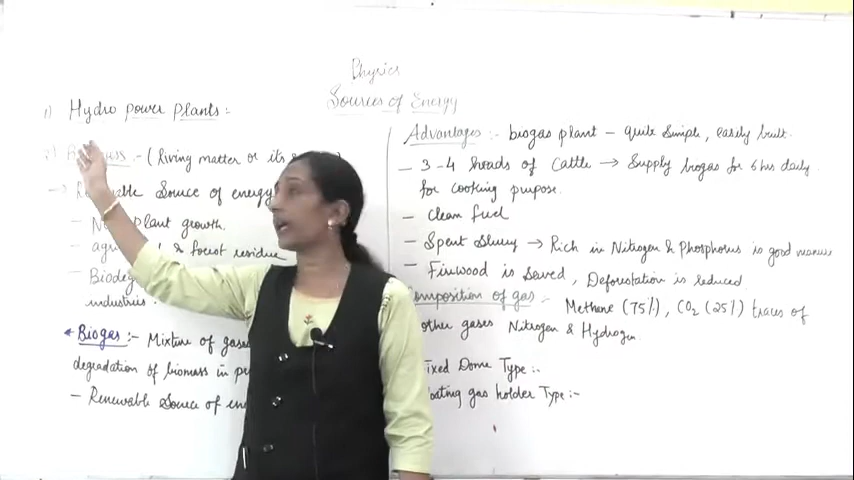 Physics
Sources of Energy
1) Hydro power plants :-
2) :- (living matter or its
→ Source of energy
- plant growth.
- & forest residue
-
industries.
← Biogas :- Mixture of gases
degradation of biomass in
- Renewable Source of
Advantages :- biogas plant - quite simple, easily built.
- 3-4 heads of Cattle → Supply biogas for 6 hrs daily
for cooking purpose.
- clean fuel
- Spent Slurry → Rich in Nitrogen & Phosphorus is good manure
- Firewood is saved, Deforestation is reduced.
composition of gas :- Methane (75%), CO2 (25%) traces of
other gases Nitrogen & Hydrogen
Fixed Dome Type :-
gas holder Type :-